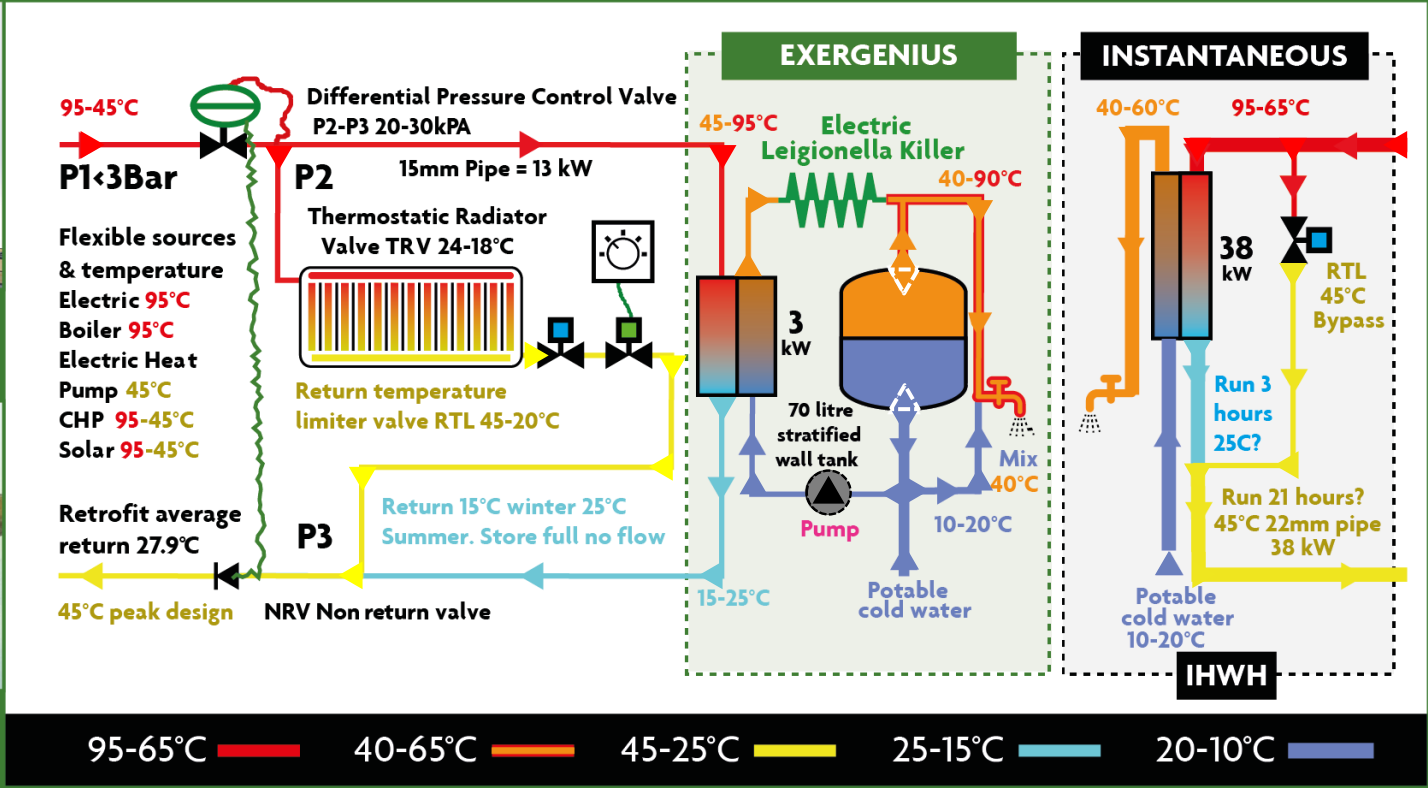 EXERGENIUS
INSTANTANEOUS
95-45°C
Differential Pressure Control Valve
P2-P3 20-30kPA
15mm Pipe = 13 kW
P1<3Bar
P2
Thermostatic Radiator
Valve TRV 24-18°C
Flexible sources
& temperature
Electric 95°C
Boiler 95°C
Electric Heat
Pump 45°C
CHP 95-45°C
Solar 95-45°C
Return temperature
limiter valve RTL 45-20°C
Retrofit average
return 27.9°C
P3
Return 15°C winter 25°C
Summer. Store full no flow
45°C peak design
NRV Non return valve
45-95°C
Electric
Leigionella Killer
40-90°C
3
kW
70 litre
stratified
wall tank
Pump
Mix
40°C
10-20°C
15-25°C
Potable
cold water
40-60°C
95-65°C
38
kW
RTL
45°C
Bypass
Run 3
hours
25C?
Run 21 hours?
45°C 22mm pipe
38 kW
Potable
cold water
10-20°C
IHWH
95-65°C
40-65°C
45-25°C
25-15°C
20-10°C